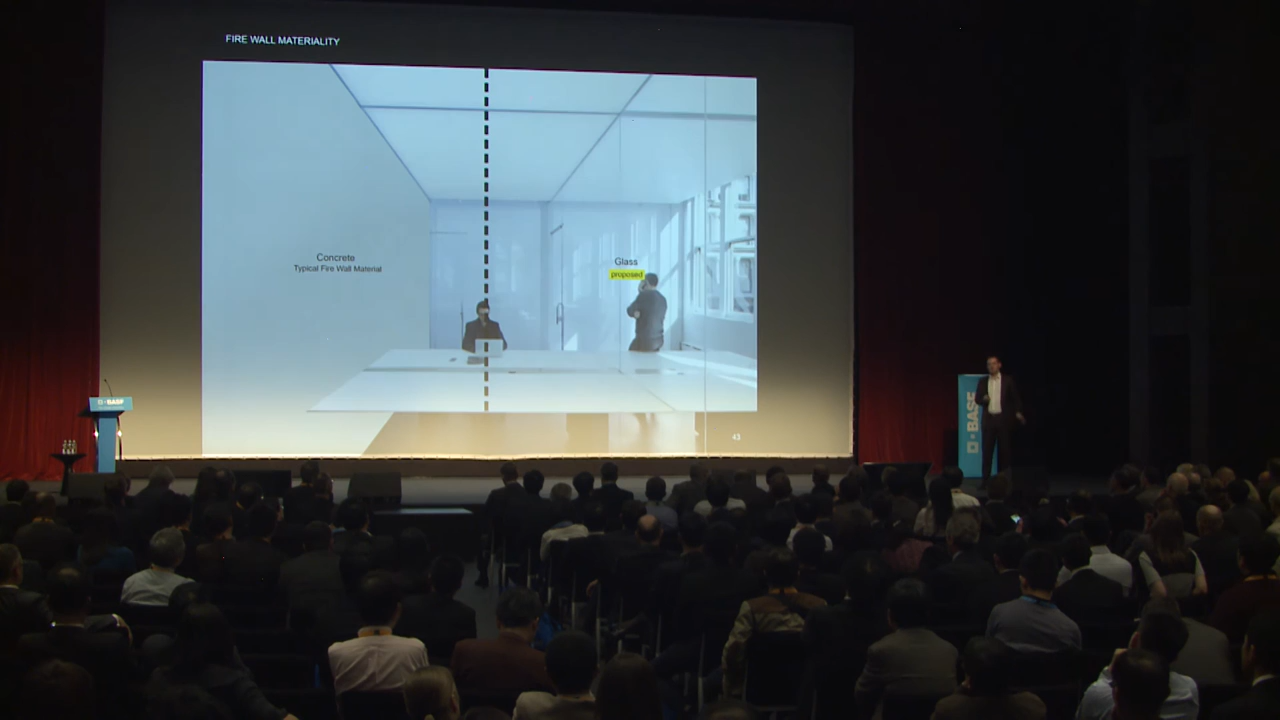 FIRE WALL MATERIALITY
Concrete
Typical Fire Wall Material
Glass
proposed
43
BASF
BASF